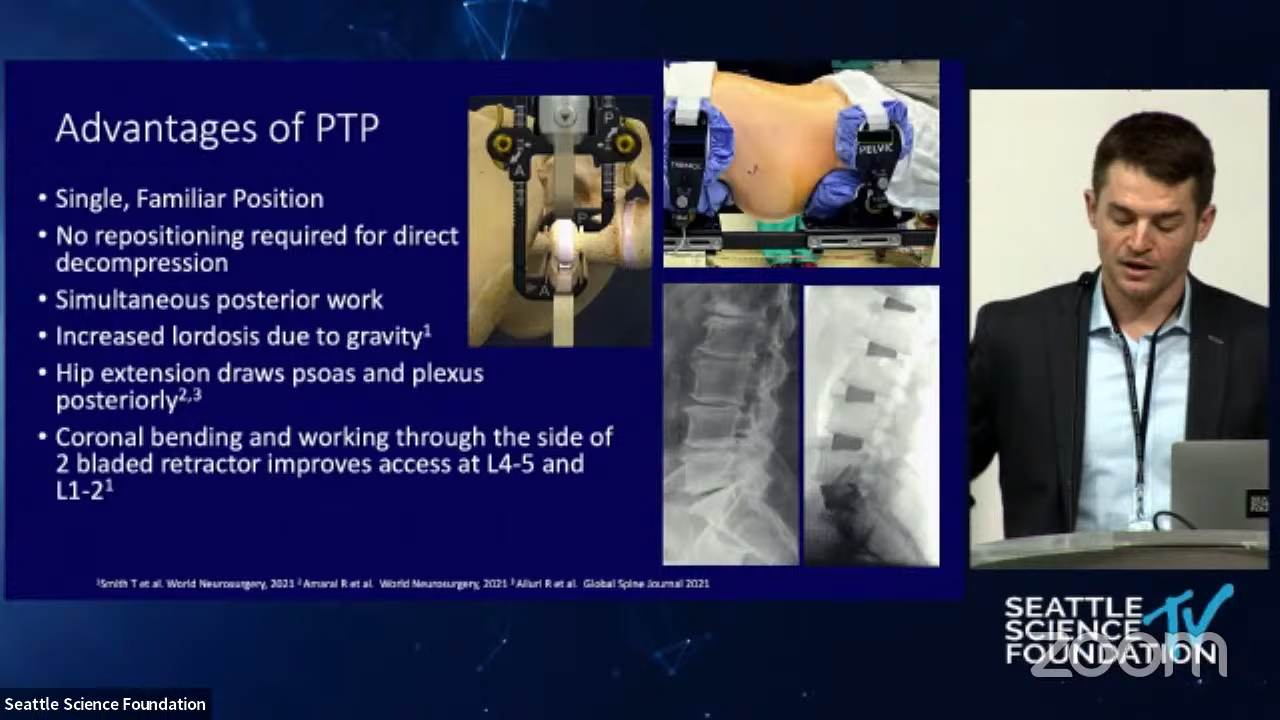 Advantages of PTP
• Single, Familiar Position
• No repositioning required for direct
decompression
• Simultaneous posterior work
• Increased lordosis due to gravity1
• Hip extension draws psoas and plexus
posteriorly2,3
• Coronal bending and working through the side of
2 bladed retractor improves access at L4-5 and
L1-21
1Smith T et al. World Neurosurgery, 2021 2Amaral R et al. World Neurosurgery, 2021 3Alluri R et al. Global Spine Journal 2021
P
A
P
A
PELVIC
SEATTLE
SCIENCE
FOUNDATION
TV
zoom
Seattle Science Foundation